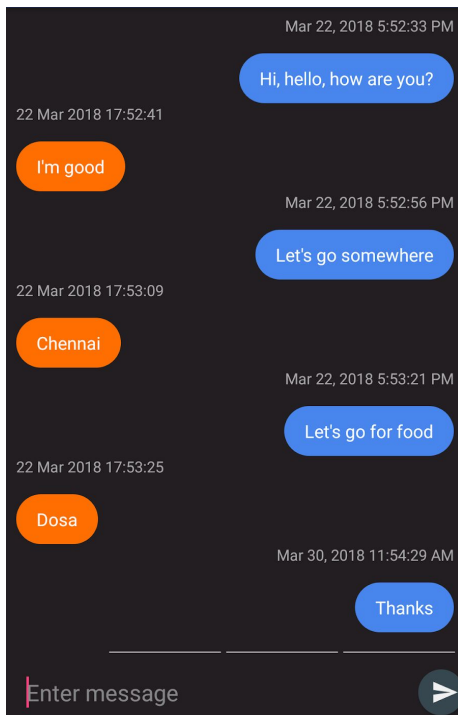 Mar 22, 2018 5:52:33 PM
Hi, hello, how are you?
22 Mar 2018 17:52:41
I'm good
Mar 22, 2018 5:52:56 PM
Let's go somewhere
22 Mar 2018 17:53:09
Chennai
Mar 22, 2018 5:53:21 PM
Let's go for food
22 Mar 2018 17:53:25
Dosa
Mar 30, 2018 11:54:29 AM
Thanks
Enter message